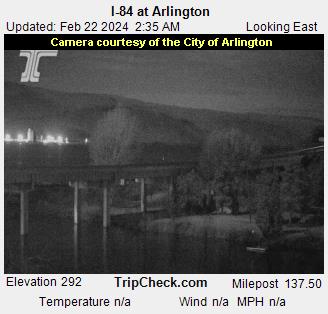 I-84 at Arlington
Updated: Feb 22 2024 2:35 AM Looking East
Camera courtesy of the City of Arlington
Elevation 292 TripCheck.com Milepost 137.50
Temperature n/a Wind n/a MPH n/a